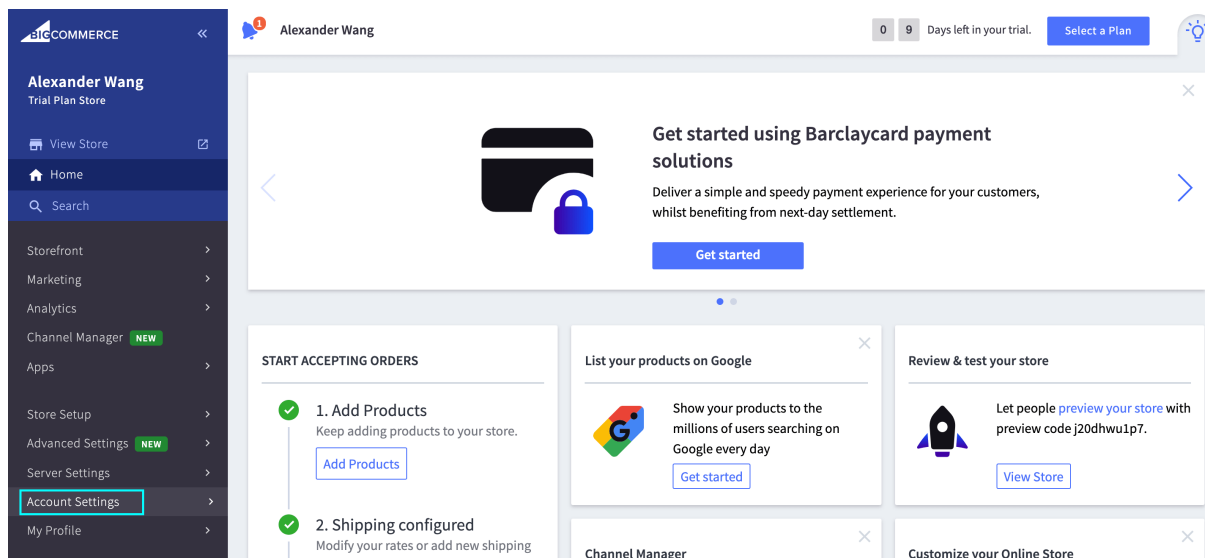 BIGCOMMERCE
Alexander Wang
Trial Plan Store
View Store
Home
Search
Storefront
Marketing
Analytics
Channel Manager NEW
Apps
Store Setup
Advanced Settings NEW
Server Settings
Account Settings
My Profile
1
Alexander Wang
0 9 Days left in your trial.
Select a Plan
Get started using Barclaycard payment
solutions
Deliver a simple and speedy payment experience for your customers,
whilst benefiting from next-day settlement.
Get started
START ACCEPTING ORDERS
1. Add Products
Keep adding products to your store.
Add Products
2. Shipping configured
Modify your rates or add new shipping
List your products on Google
G
Show your products to the
millions of users searching on
Google every day
Get started
Channel Manager
Review & test your store
Let people preview your store with
preview code j20dhwu1p7.
View Store
Customize your Online Store